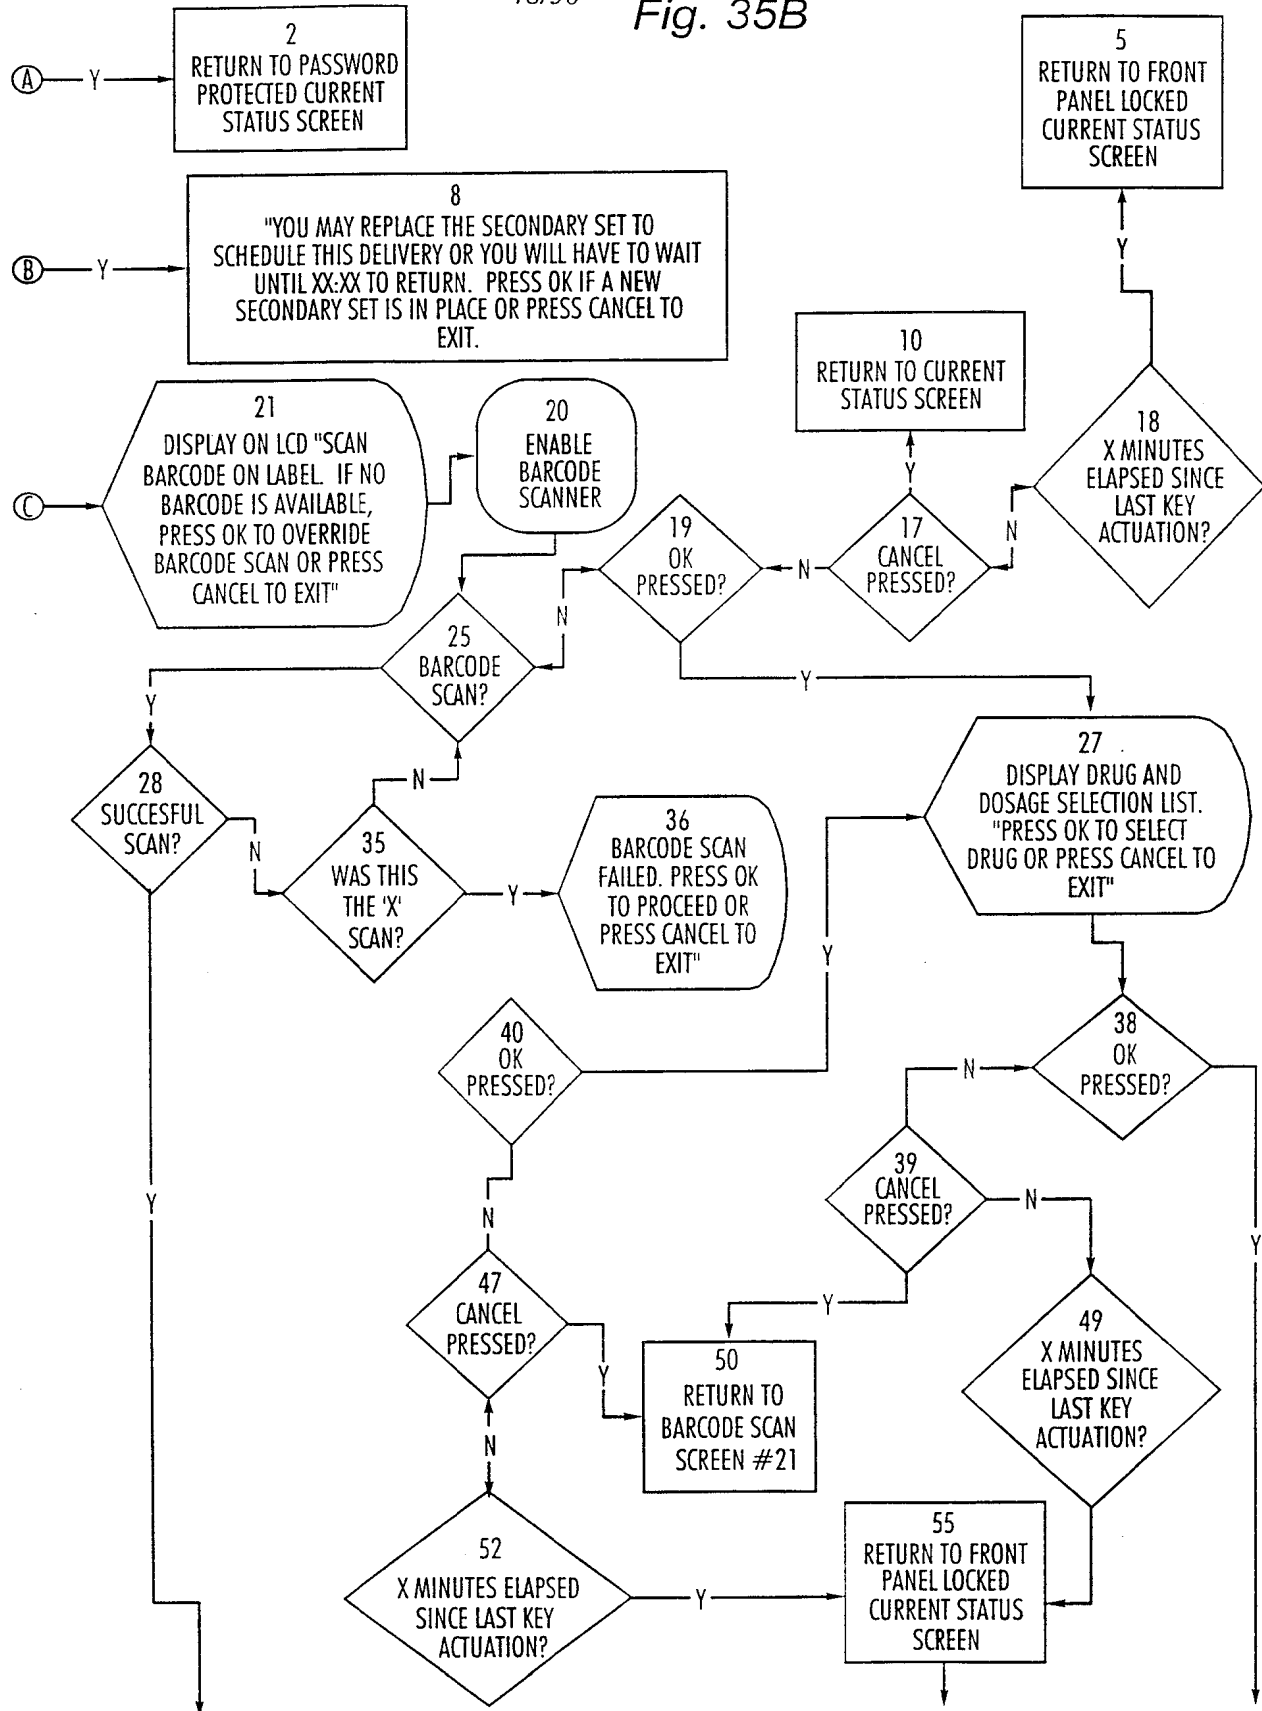 Fig. 35B
A
Y
2
RETURN TO PASSWORD
PROTECTED CURRENT
STATUS SCREEN
5
RETURN TO FRONT
PANEL LOCKED
CURRENT STATUS
SCREEN
B
Y
8
"YOU MAY REPLACE THE SECONDARY SET TO
SCHEDULE THIS DELIVERY OR YOU WILL HAVE TO WAIT
UNTIL XX:XX TO RETURN. PRESS OK IF A NEW
SECONDARY SET IS IN PLACE OR PRESS CANCEL TO
EXIT.
Y
10
RETURN TO CURRENT
STATUS SCREEN
C
21
DISPLAY ON LCD "SCAN
BARCODE ON LABEL. IF NO
BARCODE IS AVAILABLE,
PRESS OK TO OVERRIDE
BARCODE SCAN OR PRESS
CANCEL TO EXIT"
20
ENABLE
BARCODE
SCANNER
Y
18
X MINUTES
ELAPSED SINCE
LAST KEY
ACTUATION?
N
17
CANCEL
PRESSED?
N
19
OK
PRESSED?
N
25
BARCODE
SCAN?
Y
Y
28
SUCCESFUL
SCAN?
N
N
35
WAS THIS
THE 'X'
SCAN?
Y
36
BARCODE SCAN
FAILED. PRESS OK
TO PROCEED OR
PRESS CANCEL TO
EXIT"
27
DISPLAY DRUG AND
DOSAGE SELECTION LIST.
"PRESS OK TO SELECT
DRUG OR PRESS CANCEL TO
EXIT"
Y
40
OK
PRESSED?
38
OK
PRESSED?
N
39
CANCEL
PRESSED?
N
Y
Y
N
47
CANCEL
PRESSED?
Y
Y
50
RETURN TO
BARCODE SCAN
SCREEN #21
49
X MINUTES
ELAPSED SINCE
LAST KEY
ACTUATION?
N
52
X MINUTES ELAPSED
SINCE LAST KEY
ACTUATION?
Y
55
RETURN TO FRONT
PANEL LOCKED
CURRENT STATUS
SCREEN